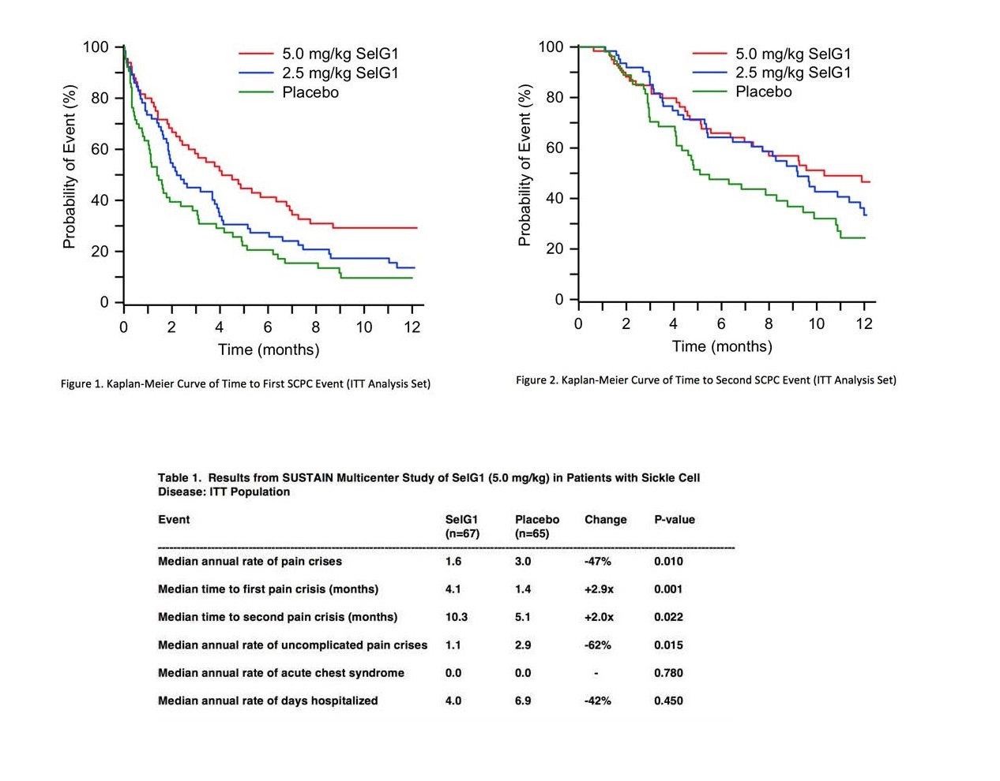 100
80
60
40
20
0
0 2 4 6 8 10 12
Probability of Event (%)
Time (months)
5.0 mg/kg SelG1
2.5 mg/kg SelG1
Placebo
Figure 1. Kaplan-Meier Curve of Time to First SCPC Event (ITT Analysis Set)
100
80
60
40
20
0
0 2 4 6 8 10 12
Probability of Event (%)
Time (months)
5.0 mg/kg SelG1
2.5 mg/kg SelG1
Placebo
Figure 2. Kaplan-Meier Curve of Time to Second SCPC Event (ITT Analysis Set)
Table 1. Results from SUSTAIN Multicenter Study of SelG1 (5.0 mg/kg) in Patients with Sickle Cell
Disease: ITT Population
Event SelG1 Placebo Change P-value
(n=67) (n=65)
Median annual rate of pain crises 1.6 3.0 -47% 0.010
Median time to first pain crisis (months) 4.1 1.4 +2.9x 0.001
Median time to second pain crisis (months) 10.3 5.1 +2.0x 0.022
Median annual rate of uncomplicated pain crises 1.1 2.9 -62% 0.015
Median annual rate of acute chest syndrome 0.0 0.0 - 0.780
Median annual rate of days hospitalized 4.0 6.9 -42% 0.450